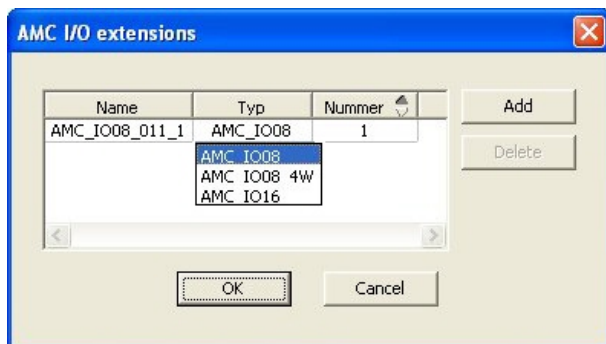 AMC I/O extensions
Name Typ Nummer
AMC_IO08_011_1 AMC_IO08 1
AMC_IO08
AMC_IO08_4W
AMC_IO16
Add
Delete
OK Cancel